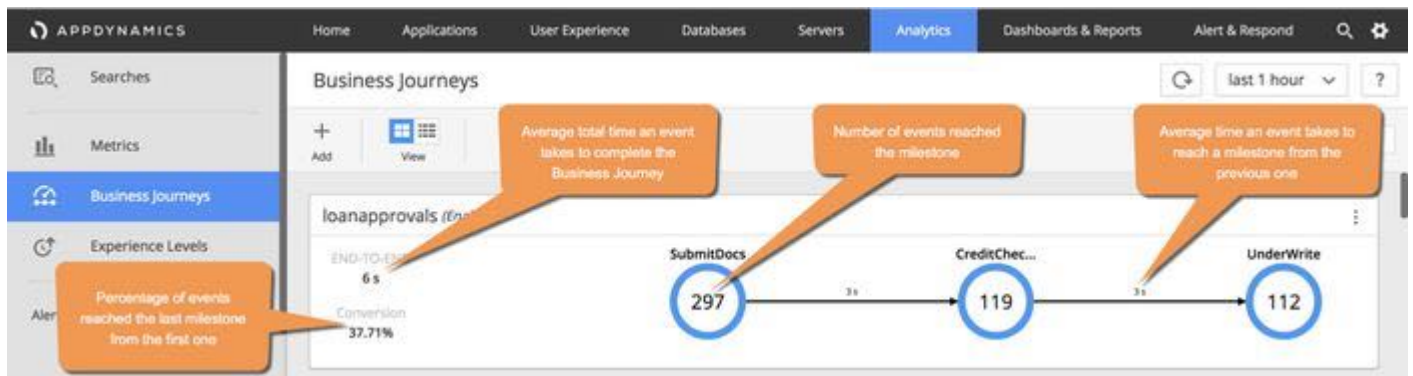 APPDYNAMICS
Home Applications User Experience Databases Servers Analytics Dashboards & Reports Alert & Respond
Searches
Metrics
Business Journeys
Experience Levels
Aler
Business Journeys
last 1 hour
?
Add
View
Average total time an event
takes to complete the
Business Journey
Number of events reached
the milestone
Average time an event takes to
reach a milestone from the
previous one
loanapprovals
END-TO-EN
6 s
Conversion
37.71%
Percentage of events
reached the last milestone
from the first one
SubmitDocs
297
3 s
CreditChec...
119
3 s
UnderWrite
112